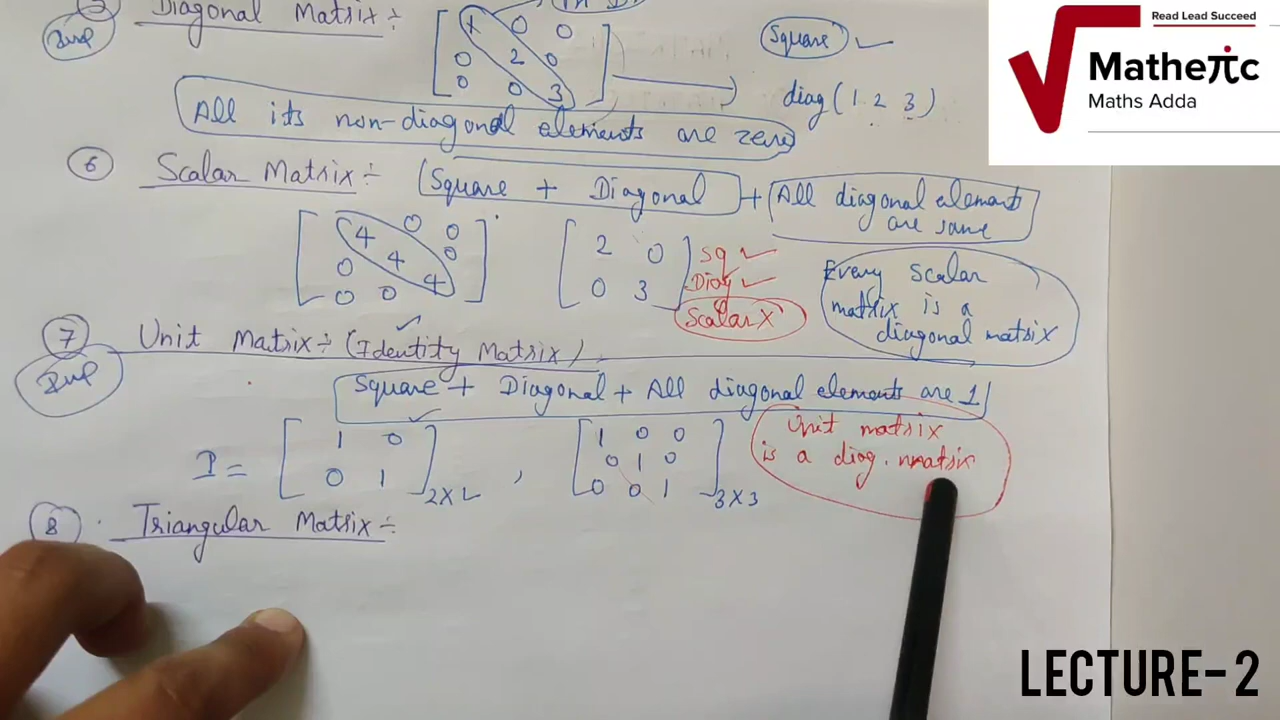 Diagonal Matrix :-
Imp
[1 0 0
0 2 0
0 0 3]
Square ✓
diag (1 2 3)
All its non-diagonal elements are zero
6 Scalar Matrix :- (Square + Diagonal) + All diagonal elements are same
[4 0 0
0 4 0
0 0 4]
[2 0
0 3]
Sq ✓
Diag ✓
Scalar X
Every scalar
matrix is a
diagonal matrix
7 Unit Matrix :- (Identity Matrix) ✓
Imp
Square + Diagonal + All diagonal elements are 1
I = [1 0
0 1] 2X2 ,
[1 0 0
0 1 0
0 0 1] 3X3
Unit matrix
is a diag. matrix
8 Triangular Matrix :-
Read Lead Succeed
Matheπc
Maths Adda
LECTURE- 2